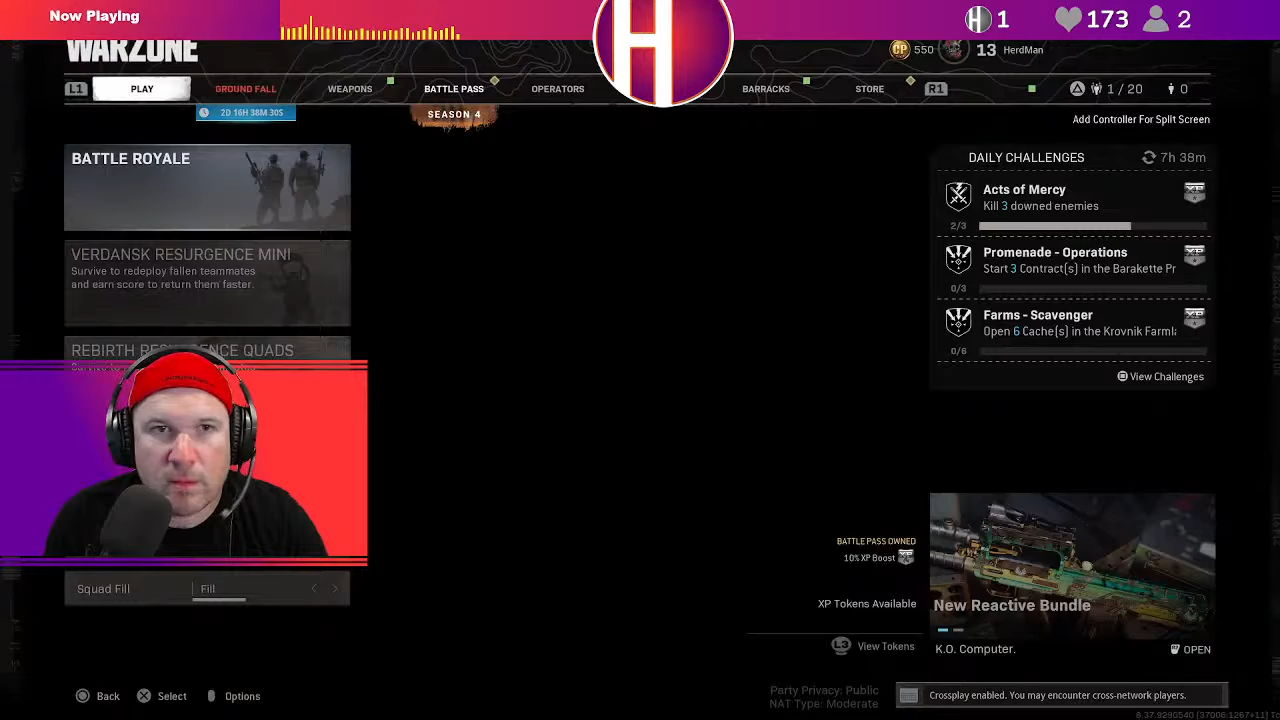 Now Playing
H
H 1
173
2
WARZONE
550
13 HerdMan
L1
PLAY
GROUND FALL
WEAPONS
BATTLE PASS
OPERATORS
BARRACKS
STORE
R1
1 / 20
0
2D 16H 38M 30S
SEASON 4
Add Controller For Split Screen
BATTLE ROYALE
VERDANSK RESURGENCE MINI
Survive to redeploy fallen teammates
and earn score to return them faster.
REBIRTH RESURGENCE QUADS
Squad Fill
Fill
DAILY CHALLENGES
7h 38m
Acts of Mercy
Kill 3 downed enemies
2/3
Promenade - Operations
Start 3 Contract(s) in the Barakette Pr
0/3
Farms - Scavenger
Open 6 Cache(s) in the Krovnik Farmla
0/6
View Challenges
BATTLE PASS OWNED
10% XP Boost
XP Tokens Available
L3 View Tokens
New Reactive Bundle
K.O. Computer.
OPEN
Back
Select
Options
Party Privacy: Public
NAT Type: Moderate
Crossplay enabled. You may encounter cross-network players.